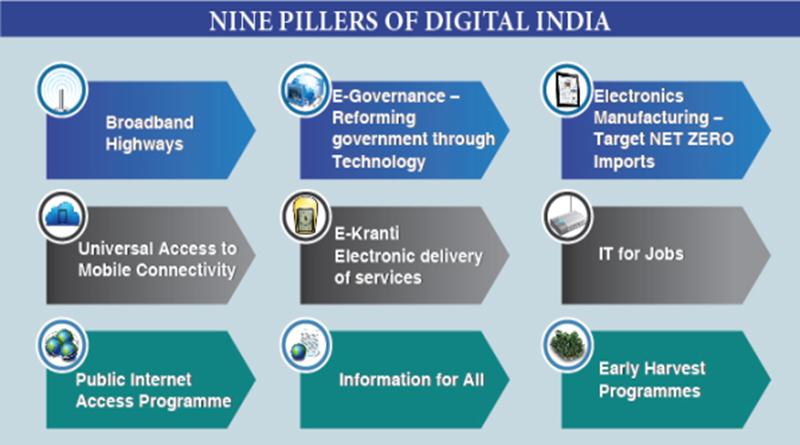 NINE PILLERS OF DIGITAL INDIA
Broadband
Highways
E-Governance –
Reforming
government through
Technology
Electronics
Manufacturing –
Target NET ZERO
Imports
Universal Access to
Mobile Connectivity
E-Kranti
Electronic delivery
of services
IT for Jobs
Public Internet
Access Programme
Information for All
Early Harvest
Programmes